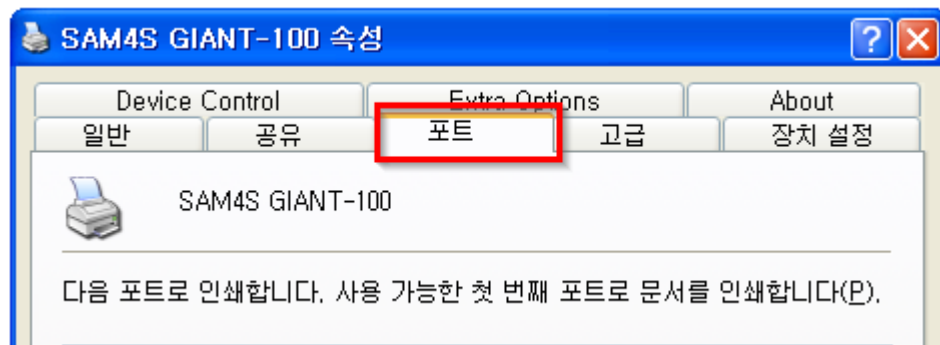 SAM4S GIANT-100 속성
Device Control Extra Options About
일반 공유 포트 고급 장치 설정
SAM4S GIANT-100
다음 포트로 인쇄합니다. 사용 가능한 첫 번째 포트로 문서를 인쇄합니다(P).